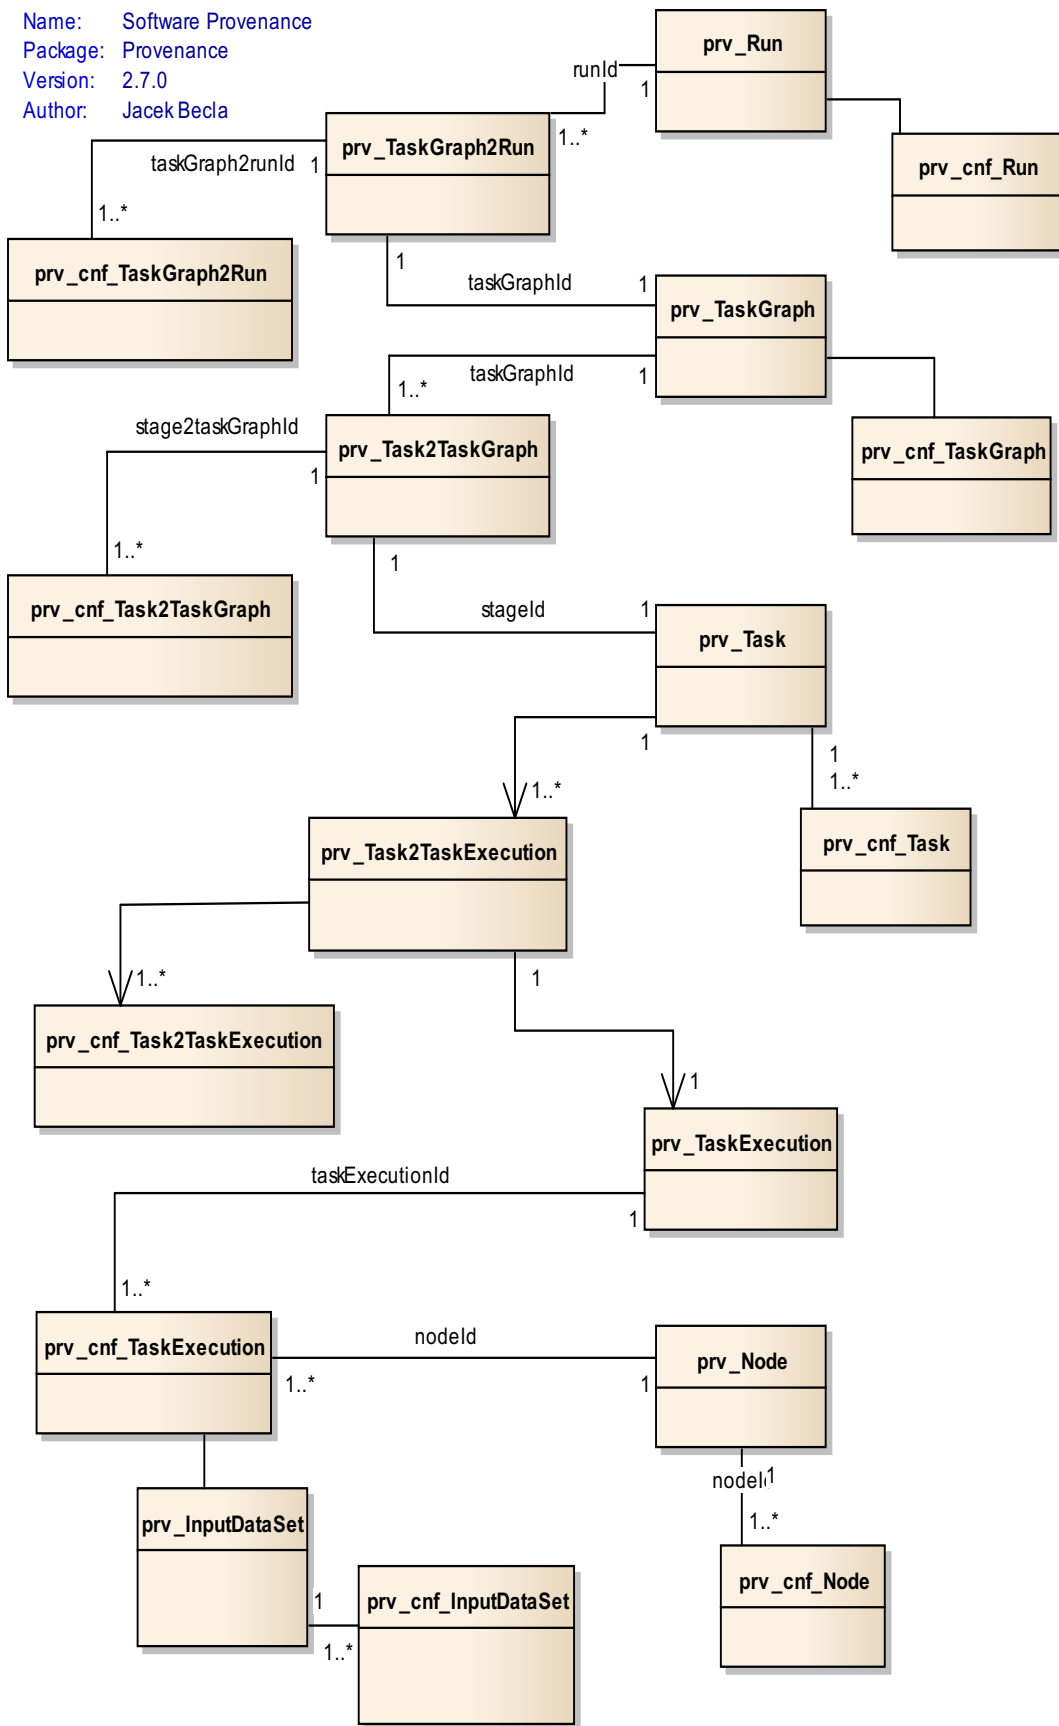 Name: Software Provenance
Package: Provenance
Version: 2.7.0
Author: Jacek Becla
prv_Run
runId
1
1..*
prv_TaskGraph2Run
taskGraph2runId
1
prv_cnf_Run
1..*
prv_cnf_TaskGraph2Run
1
taskGraphId
1
prv_TaskGraph
taskGraphId
1
1..*
stage2taskGraphId
prv_Task2TaskGraph
1
prv_cnf_TaskGraph
1..*
1
prv_cnf_Task2TaskGraph
stageId
1
prv_Task
1
1
1..*
1..*
prv_Task2TaskExecution
prv_cnf_Task
1..*
1
prv_cnf_Task2TaskExecution
1
prv_TaskExecution
taskExecutionId
1
1..*
prv_cnf_TaskExecution
nodeId
1..*
1
prv_Node
nodeId
1
1..*
prv_InputDataSet
prv_cnf_Node
1
prv_cnf_InputDataSet
1..*